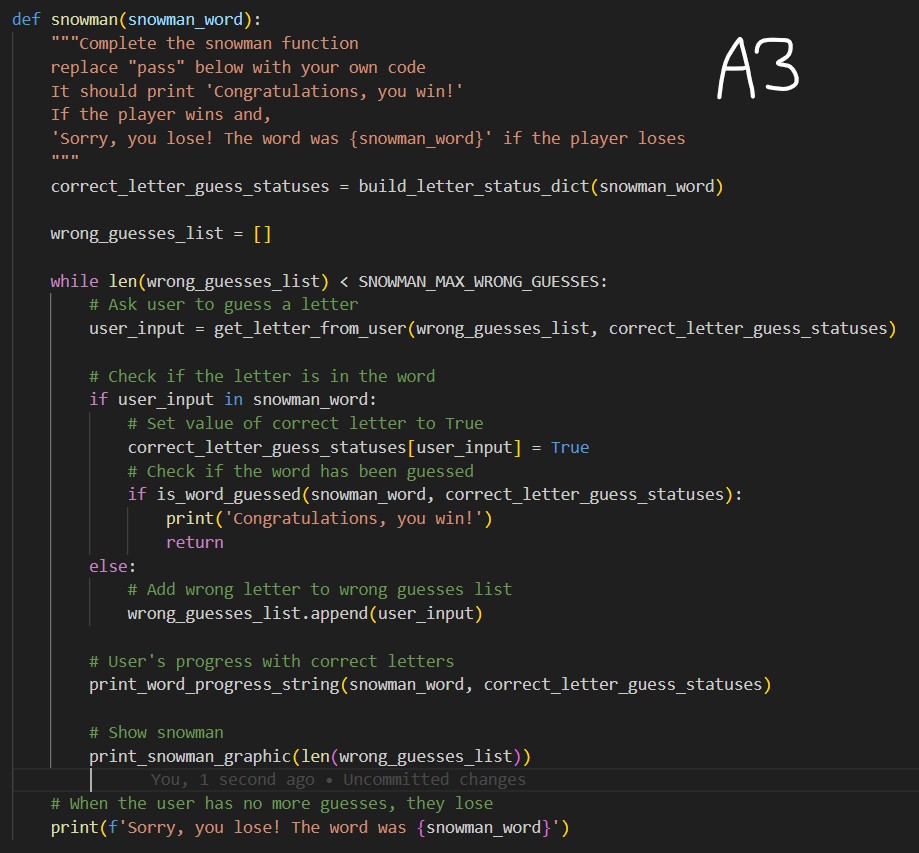 def snowman(snowman_word):
    """Complete the snowman function
    replace "pass" below with your own code
    It should print 'Congratulations, you win!'
    If the player wins and,
    'Sorry, you lose! The word was {snowman_word}' if the player loses
    """
A3
    correct_letter_guess_statuses = build_letter_status_dict(snowman_word)

    wrong_guesses_list = []

    while len(wrong_guesses_list) < SNOWMAN_MAX_WRONG_GUESSES:
        # Ask user to guess a letter
        user_input = get_letter_from_user(wrong_guesses_list, correct_letter_guess_statuses)

        # Check if the letter is in the word
        if user_input in snowman_word:
            # Set value of correct letter to True
            correct_letter_guess_statuses[user_input] = True
            # Check if the word has been guessed
            if is_word_guessed(snowman_word, correct_letter_guess_statuses):
                print('Congratulations, you win!')
                return
        else:
            # Add wrong letter to wrong guesses list
            wrong_guesses_list.append(user_input)

        # User's progress with correct letters
        print_word_progress_string(snowman_word, correct_letter_guess_statuses)

        # Show snowman
        print_snowman_graphic(len(wrong_guesses_list))
        You, 1 second ago • Uncommitted changes
    # When the user has no more guesses, they lose
    print(f'Sorry, you lose! The word was {snowman_word}')